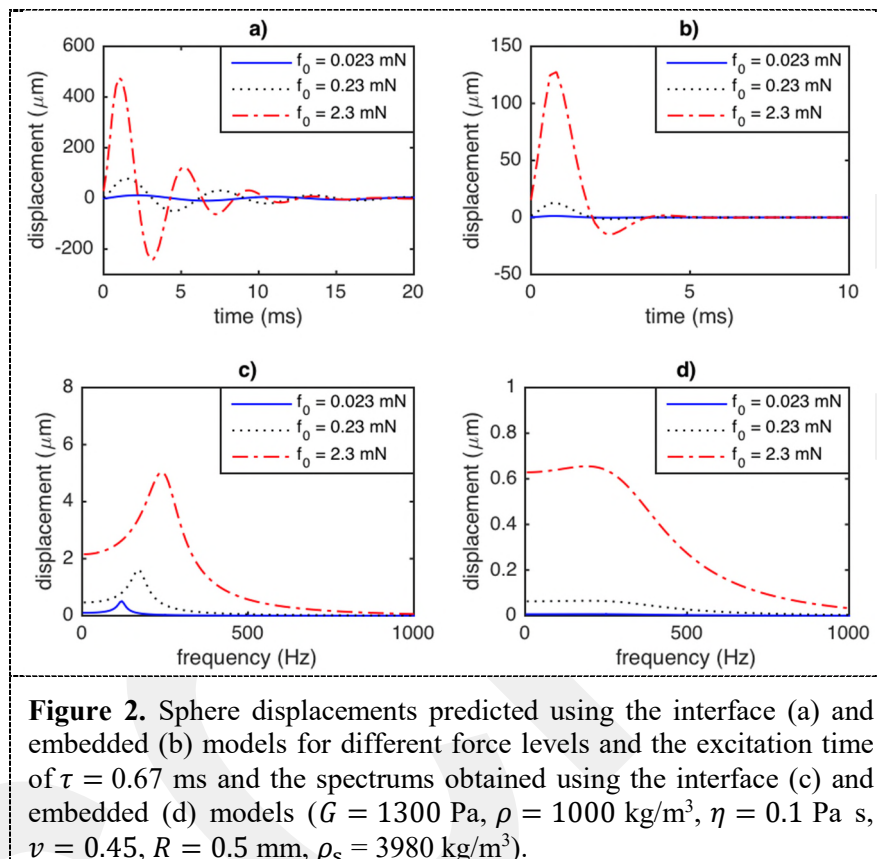 a)
600
400
200
0
-200
displacement (μm)
0 5 10 15 20
time (ms)
f0 = 0.023 mN
f0 = 0.23 mN
f0 = 2.3 mN
b)
150
100
50
0
-50
displacement (μm)
0 5 10
time (ms)
f0 = 0.023 mN
f0 = 0.23 mN
f0 = 2.3 mN
c)
8
6
4
2
0
displacement (μm)
0 500 1000
frequency (Hz)
f0 = 0.023 mN
f0 = 0.23 mN
f0 = 2.3 mN
d)
1
0.8
0.6
0.4
0.2
0
displacement (μm)
0 500 1000
frequency (Hz)
f0 = 0.023 mN
f0 = 0.23 mN
f0 = 2.3 mN
Figure 2. Sphere displacements predicted using the interface (a) and
embedded (b) models for different force levels and the excitation time
of τ = 0.67 ms and the spectrums obtained using the interface (c) and
embedded (d) models (G = 1300 Pa, ρ = 1000 kg/m³, η = 0.1 Pa s,
v = 0.45, R = 0.5 mm, ρs = 3980 kg/m³).